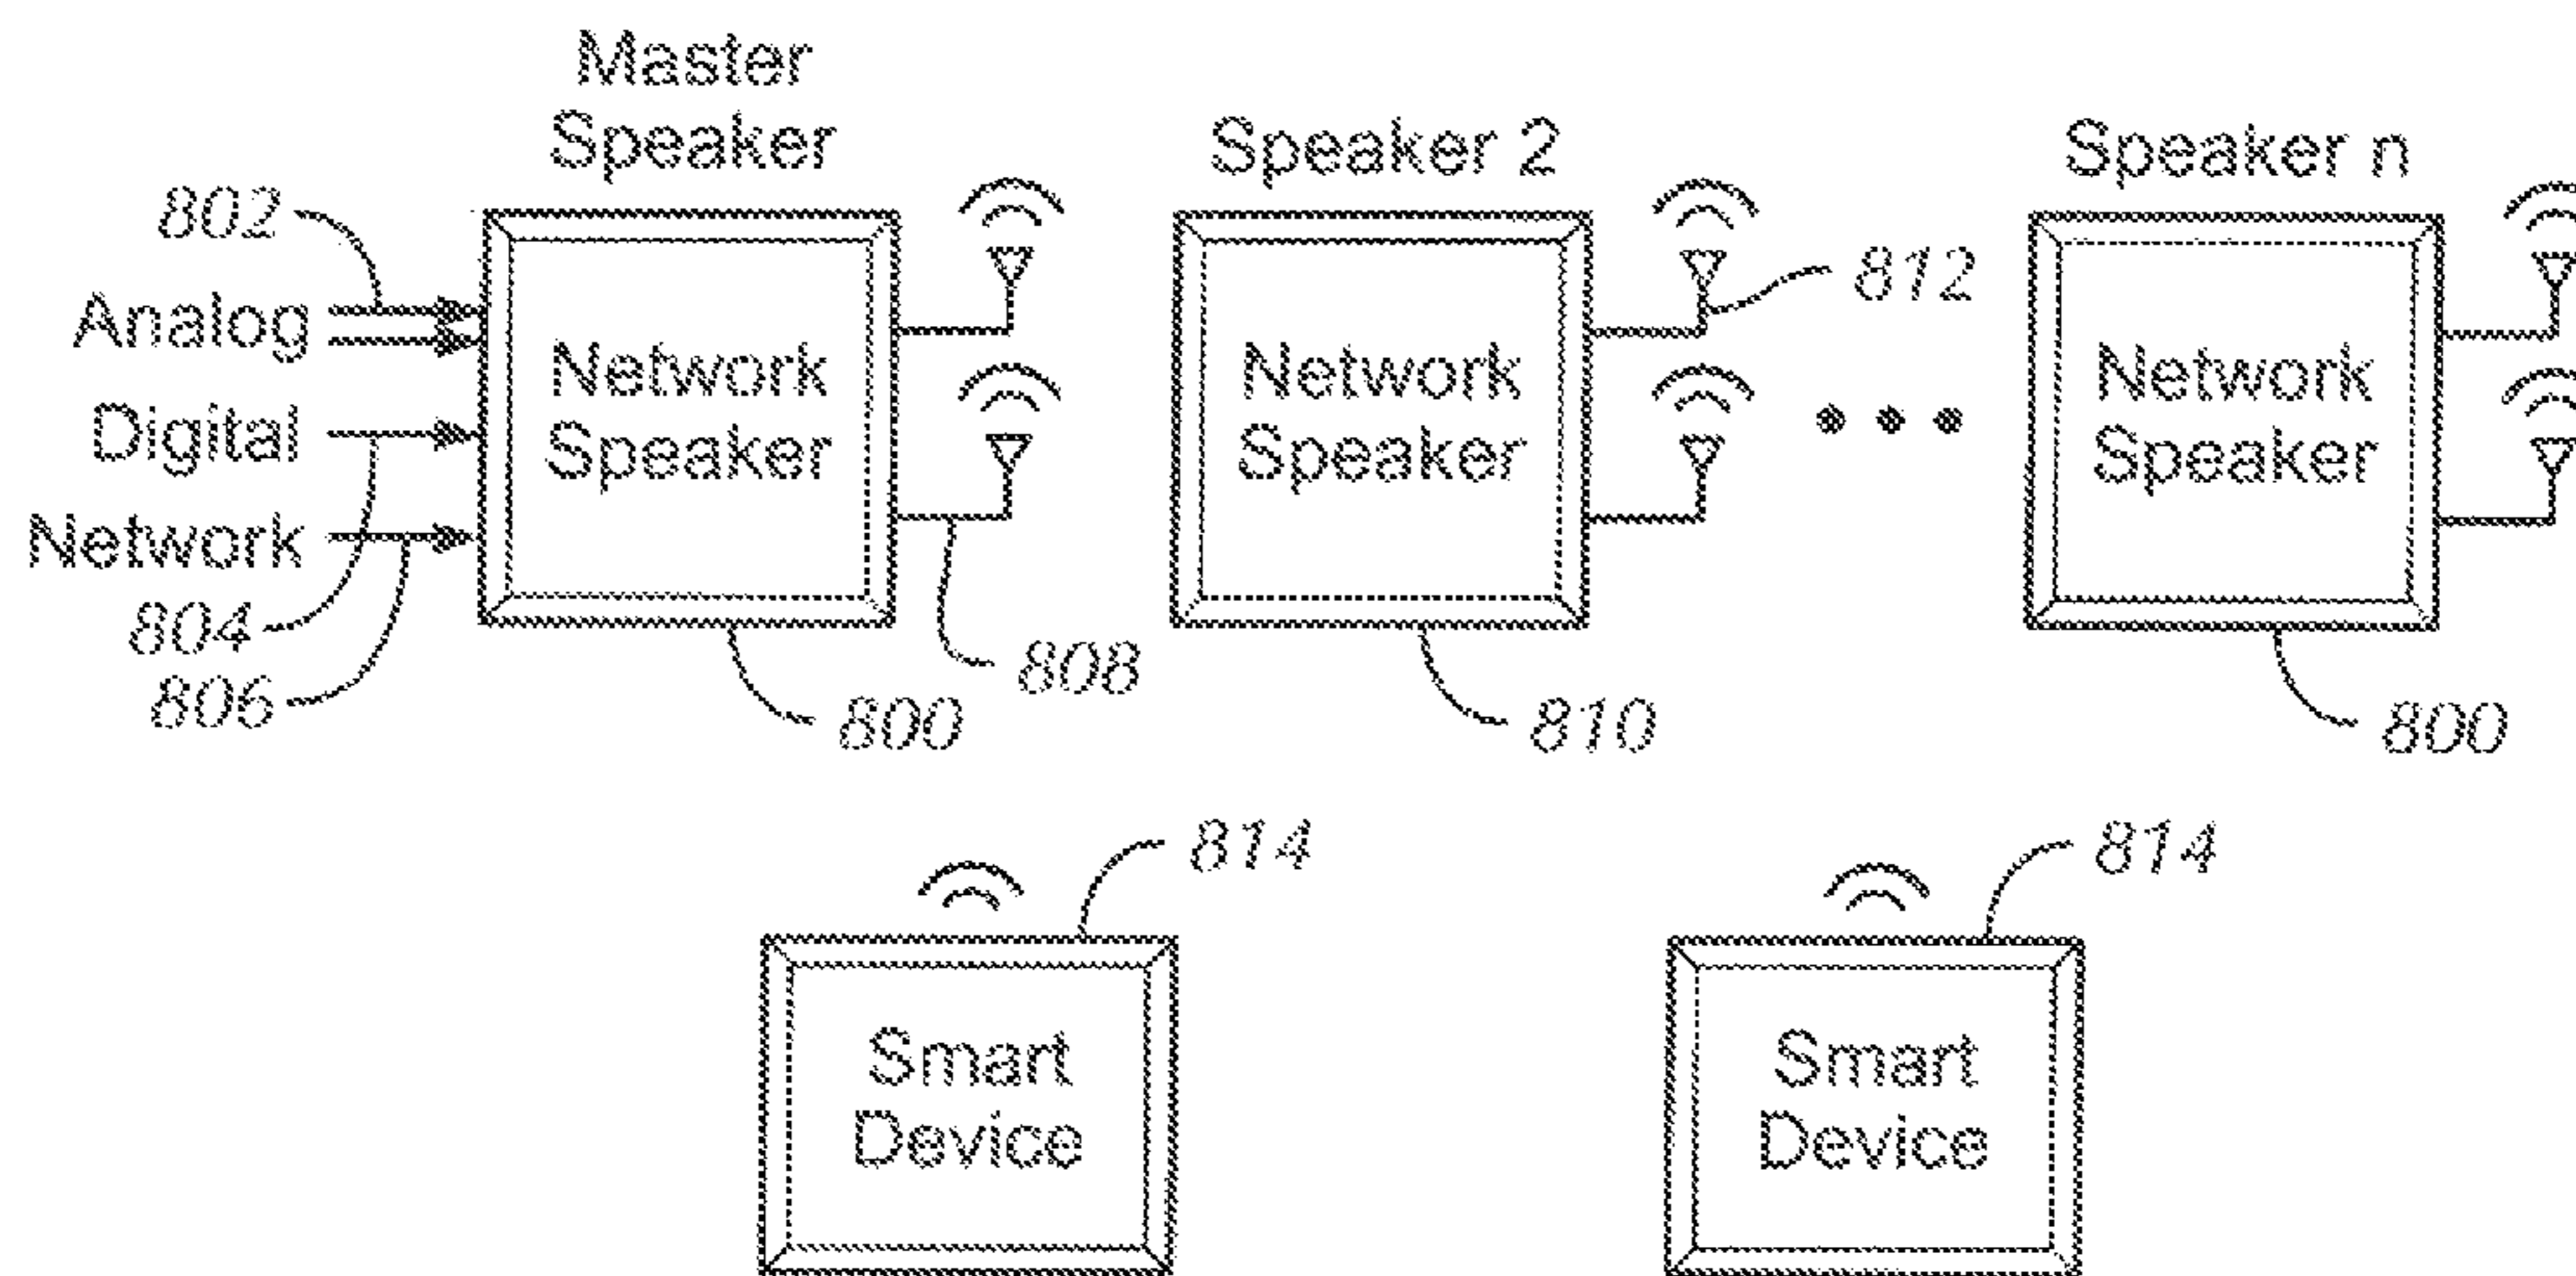 Master
Speaker
Speaker 2
Speaker n
802
Analog
Digital
Network
804
806
Network
Speaker
808
800
Network
Speaker
812
810
Network
Speaker
800
814
Smart
Device
814
Smart
Device